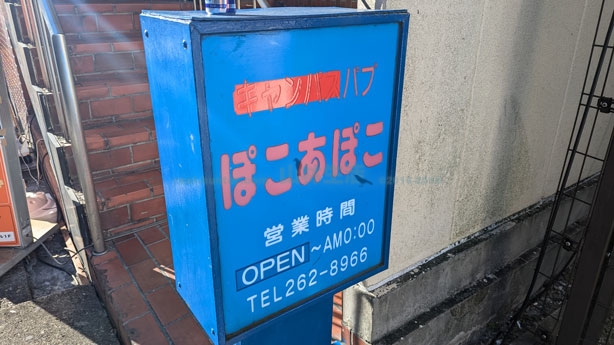 キャンパスパブ
ぽこあぽこ
営業時間
OPEN~AM0:00
TEL262-8966